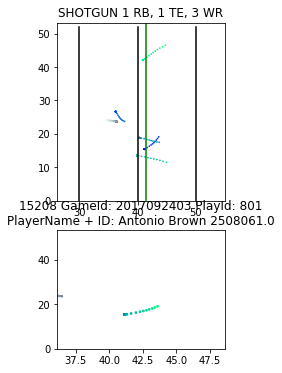 SHOTGUN 1 RB, 1 TE, 3 WR
50
40
30
20
10
0
30 40 50
15208 GameId: 2017092403 PlayId: 801
PlayerName + ID: Antonio Brown 2508061.0
40
20
0
37.5 40.0 42.5 45.0 47.5